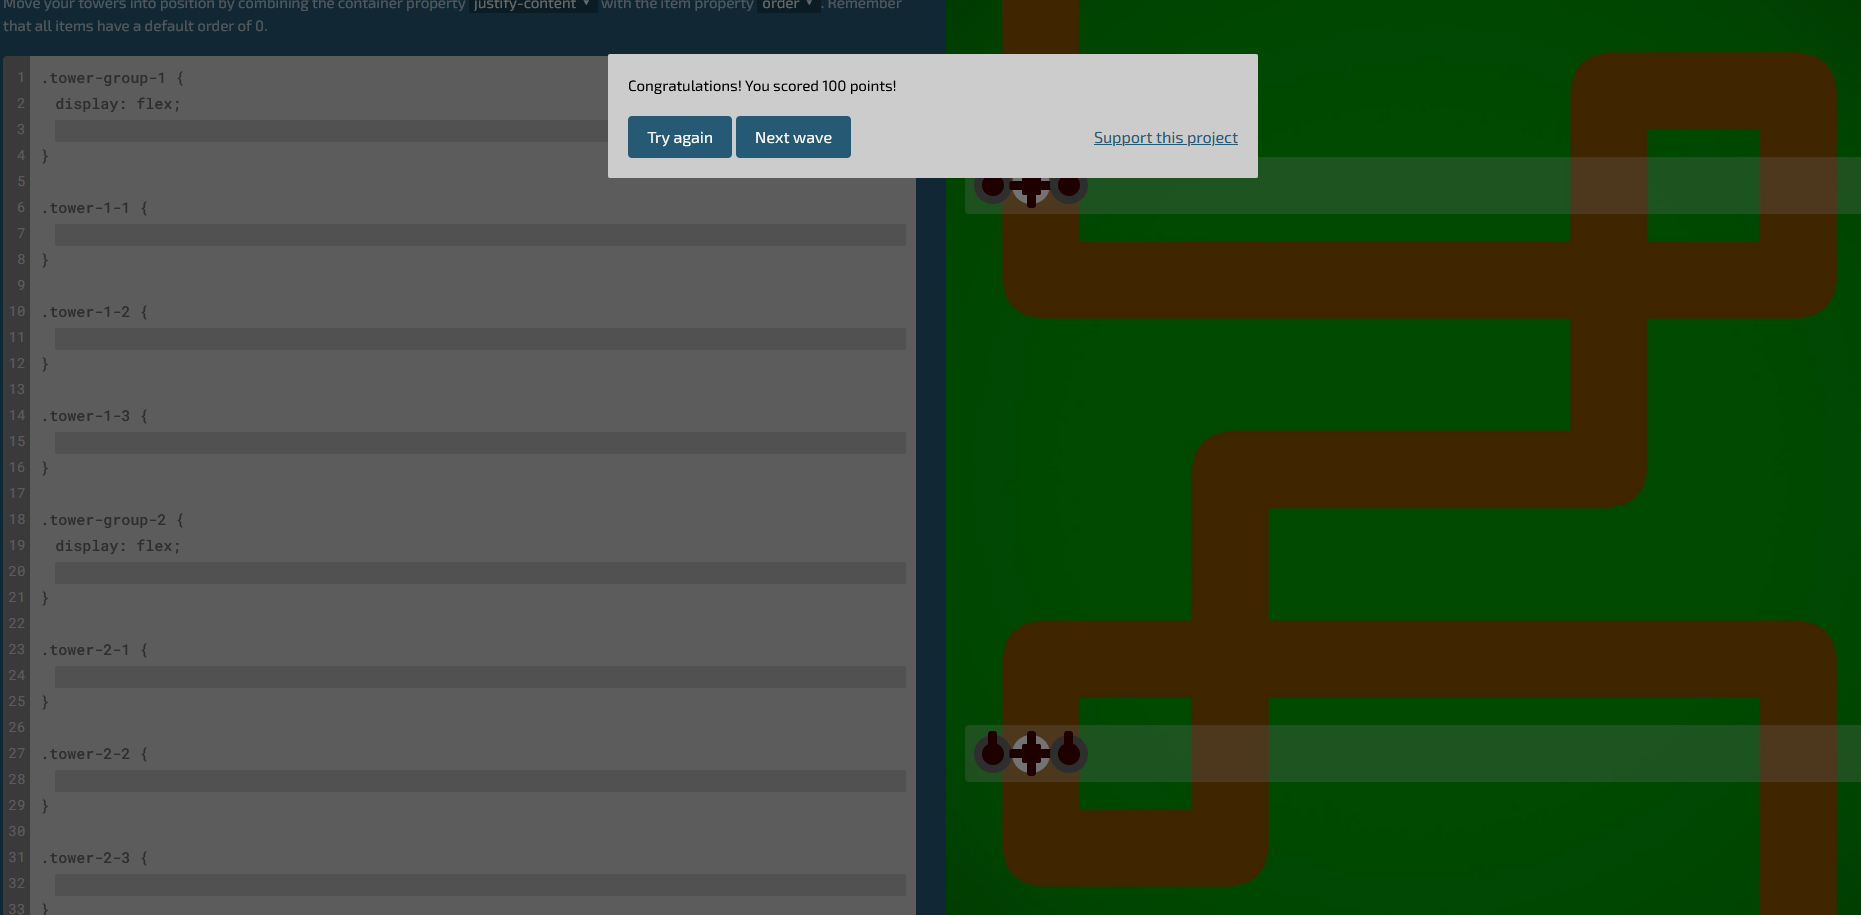 Move your towers into position by combining the container property justify-content ▼ with the item property order ▼ . Remember
that all items have a default order of 0.
Congratulations! You scored 100 points!
Try again Next wave Support this project
1 .tower-group-1 {
2 display: flex;
3
4 }
5
6 .tower-1-1 {
7
8 }
9
10 .tower-1-2 {
11
12 }
13
14 .tower-1-3 {
15
16 }
17
18 .tower-group-2 {
19 display: flex;
20
21 }
22
23 .tower-2-1 {
24
25 }
26
27 .tower-2-2 {
28
29 }
30
31 .tower-2-3 {
32
33 }